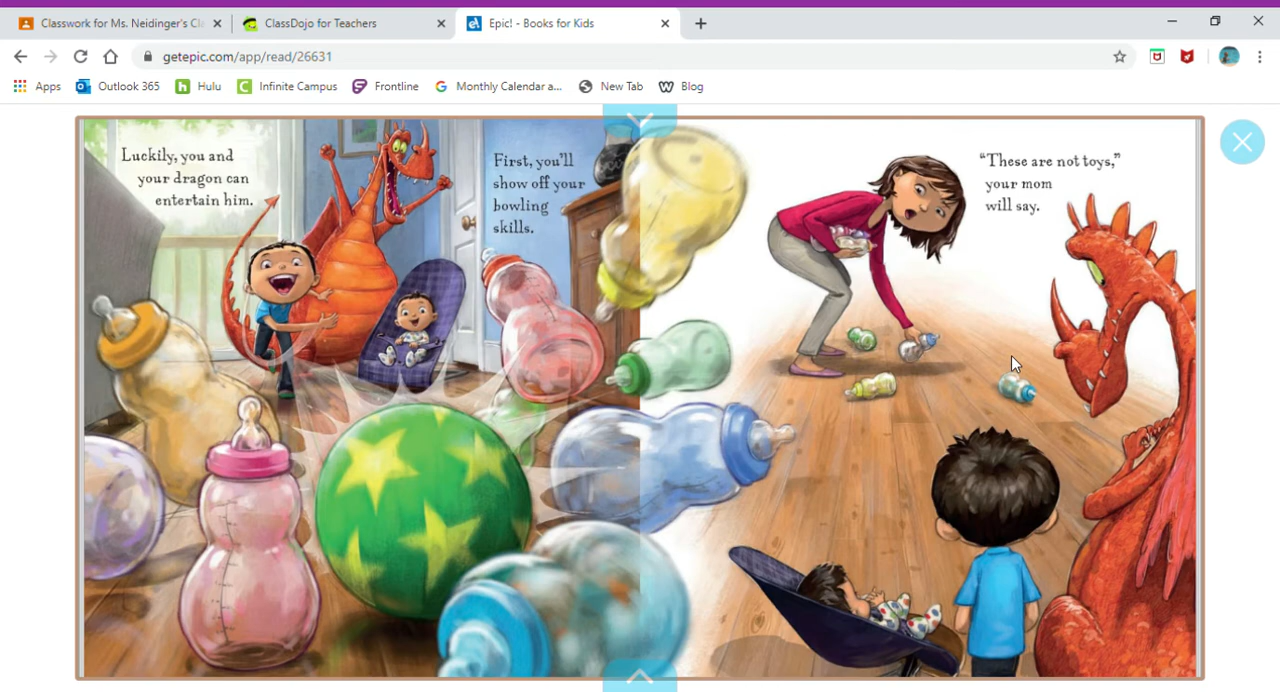 Classwork for Ms. Neidinger's Cl
ClassDojo for Teachers
Epic! - Books for Kids
getepic.com/app/read/26631
Apps
Outlook 365
Hulu
Infinite Campus
Frontline
Monthly Calendar a...
New Tab
Blog
Luckily, you and
your dragon can
entertain him.
First, you'll
show off your
bowling
skills.
"These are not toys,"
your mom
will say.